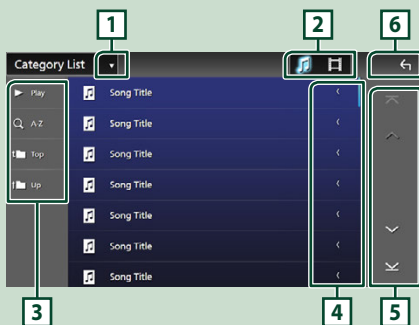 1
2
6
Category List
Play
Song Title
A-Z
Song Title
Top
Song Title
Up
Song Title
Song Title
Song Title
Song Title
3
4
5